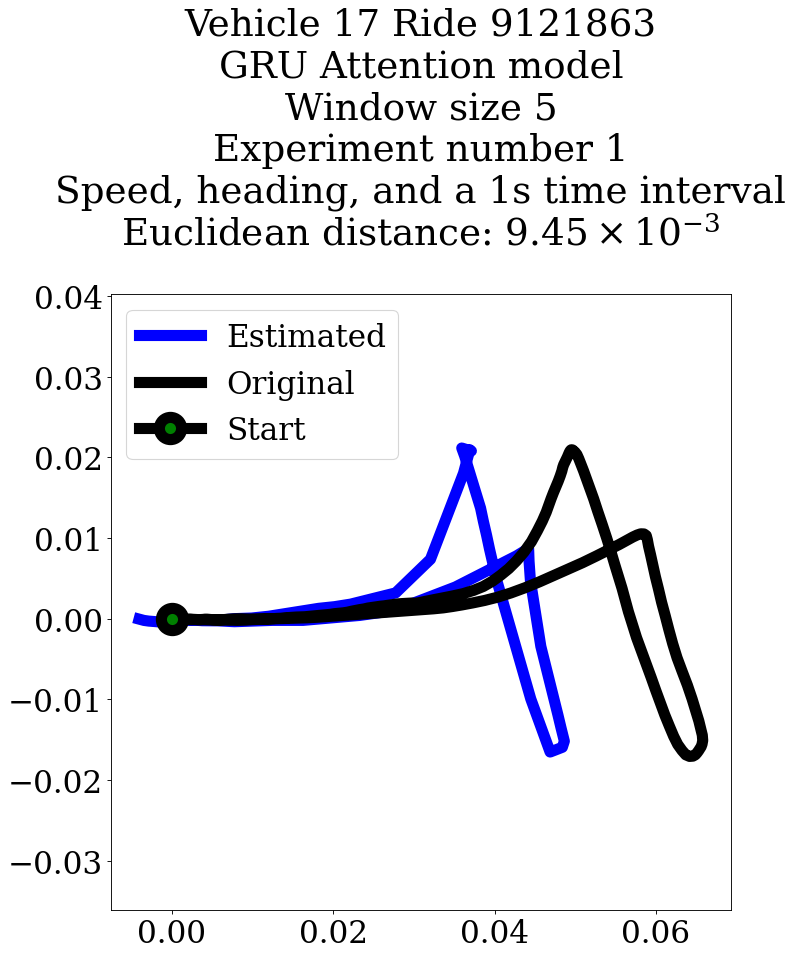 Vehicle 17 Ride 9121863
GRU Attention model
Window size 5
Experiment number 1
Speed, heading, and a 1s time interval
Euclidean distance: 9.45 × 10⁻³
0.04
0.03
0.02
0.01
0.00
−0.01
−0.02
−0.03
Estimated
Original
Start
0.00 0.02 0.04 0.06